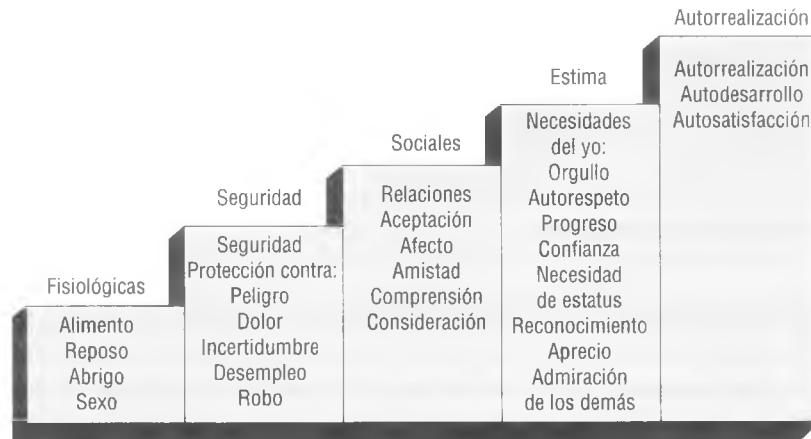 Fisiológicas
Alimento
Reposo
Abrigo
Sexo
Seguridad
Seguridad
Protección contra:
Peligro
Dolor
Incertidumbre
Desempleo
Robo
Sociales
Relaciones
Aceptación
Afecto
Amistad
Comprensión
Consideración
Estima
Necesidades
del yo:
Orgullo
Autorespeto
Progreso
Confianza
Necesidad
de estatus
Reconocimiento
Aprecio
Admiración
de los demás
Autorrealización
Autorrealización
Autodesarrollo
Autosatisfacción